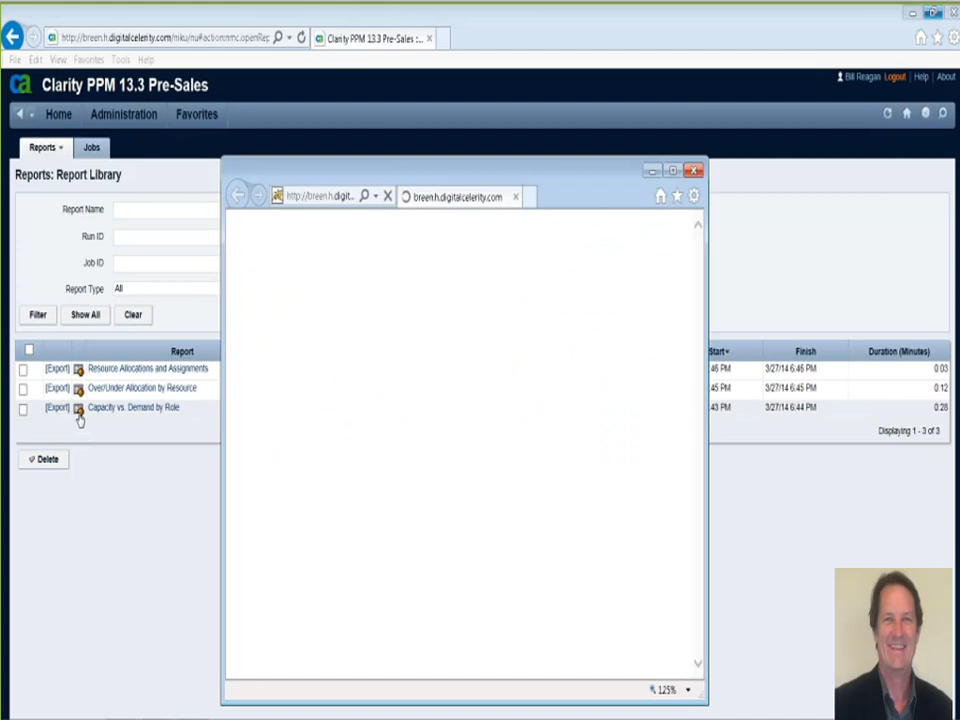 http://breen.h.digitalcelerity.com/niku/nu#action:nmc.openRep
Clarity PPM 13.3 Pre-Sales :...
File Edit View Favorites Tools Help
ca Clarity PPM 13.3 Pre-Sales
Bill Reagan Logout | Help | About
Home Administration Favorites
Reports Jobs
Reports: Report Library
Report Name
Run ID
Job ID
Report Type All
Filter Show All Clear
http://breen.h.digit... breen.h.digitalcelerity.com
Report Start Finish Duration (Minutes)
[Export] Resource Allocations and Assignments :46 PM 3/27/14 6:46 PM 0:03
[Export] Over/Under Allocation by Resource :45 PM 3/27/14 6:45 PM 0:12
[Export] Capacity vs. Demand by Role :43 PM 3/27/14 6:44 PM 0:28
Displaying 1 - 3 of 3
Delete
125%